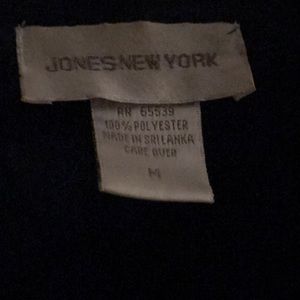 JONES NEW YORK
RN 65539
100% POLYESTER
MADE IN SRI LANKA
CARE OVER
M